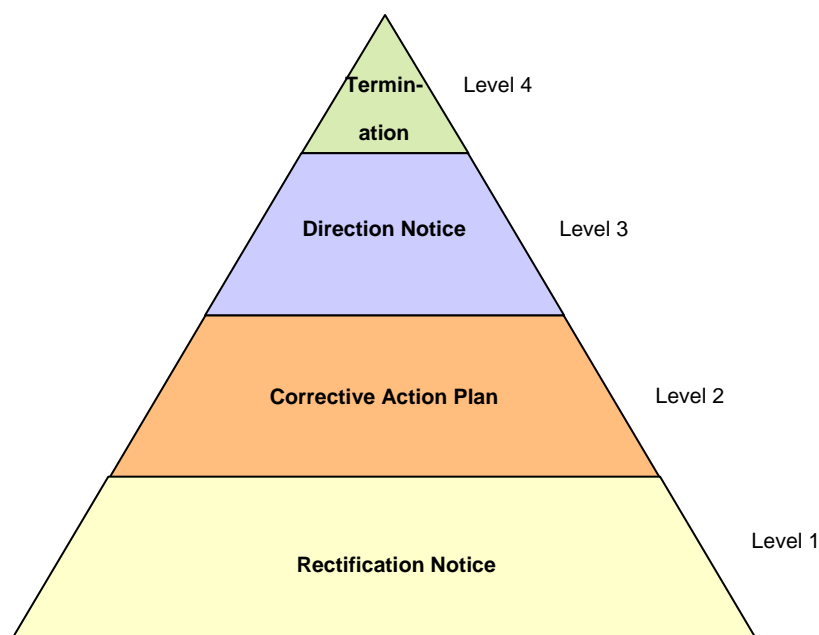 Termin-
ation
Level 4
Direction Notice
Level 3
Corrective Action Plan
Level 2
Rectification Notice
Level 1